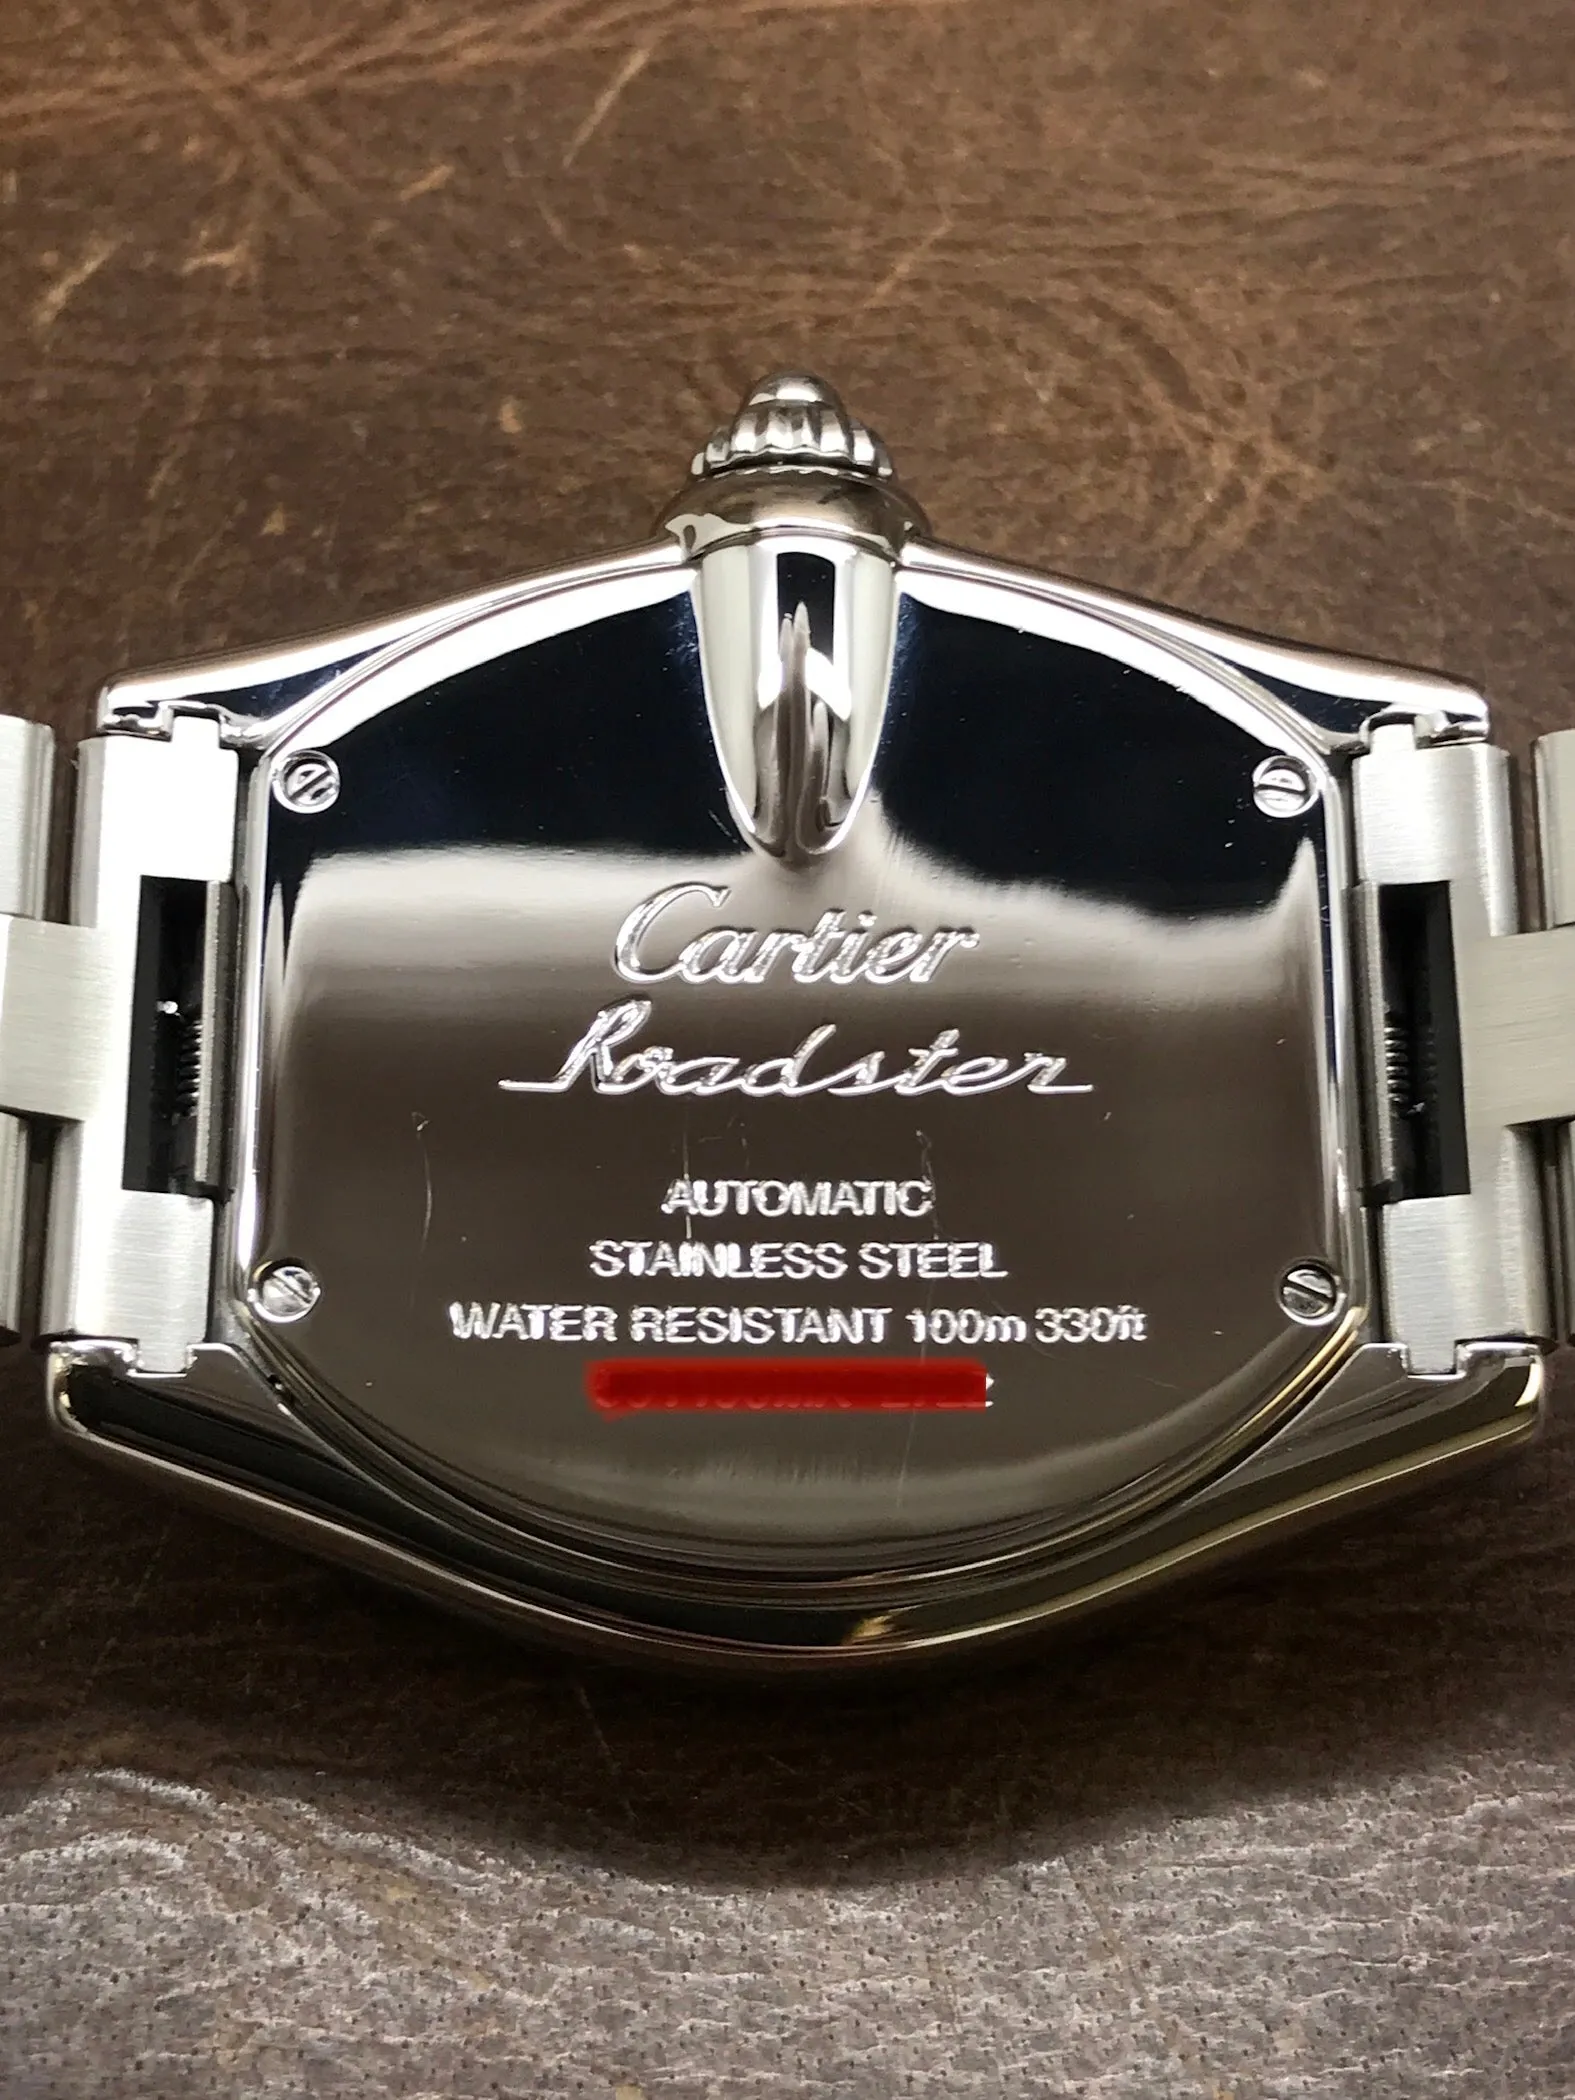 Cartier
Roadster
AUTOMATIC
STAINLESS STEEL
WATER RESISTANT 100m 330ft